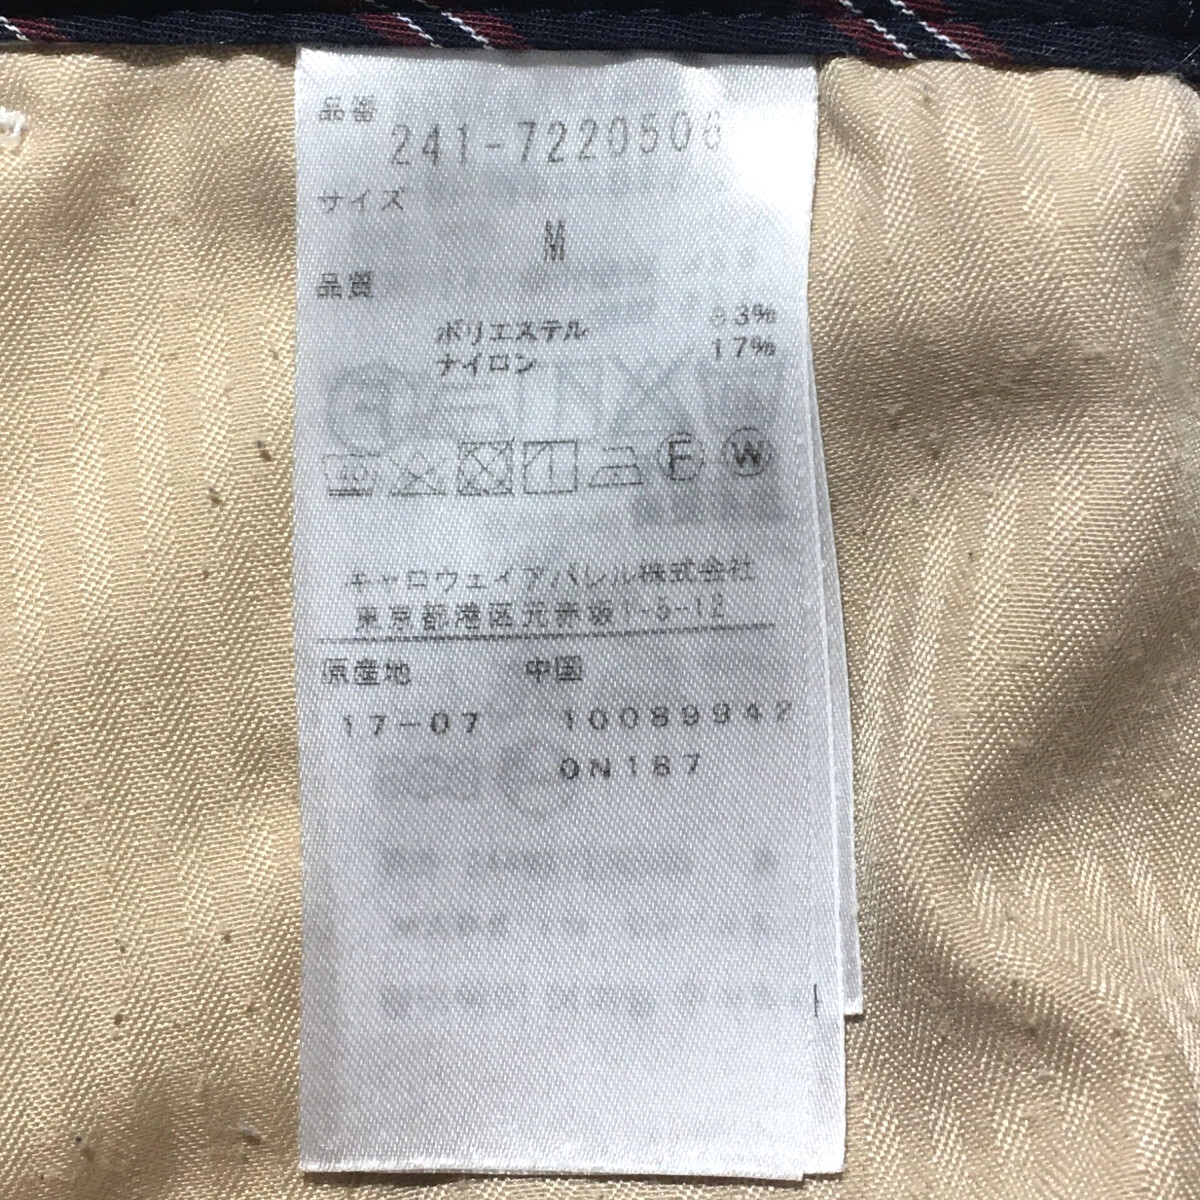 品番
241-7220506
サイズ
M
品質
ポリエステル 83%
ナイロン 17%
40 F W
キャロウェイアパレル株式会社
東京都港区元赤坂1-5-12
原産地 中国
17-07 10089942
0N187